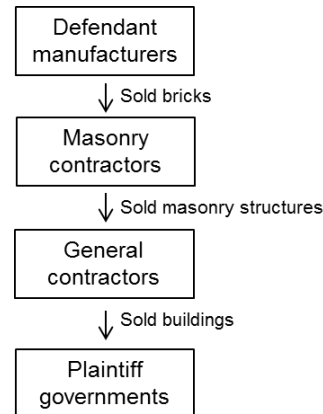 Defendant
manufacturers
Sold bricks
Masonry
contractors
Sold masonry structures
General
contractors
Sold buildings
Plaintiff
governments